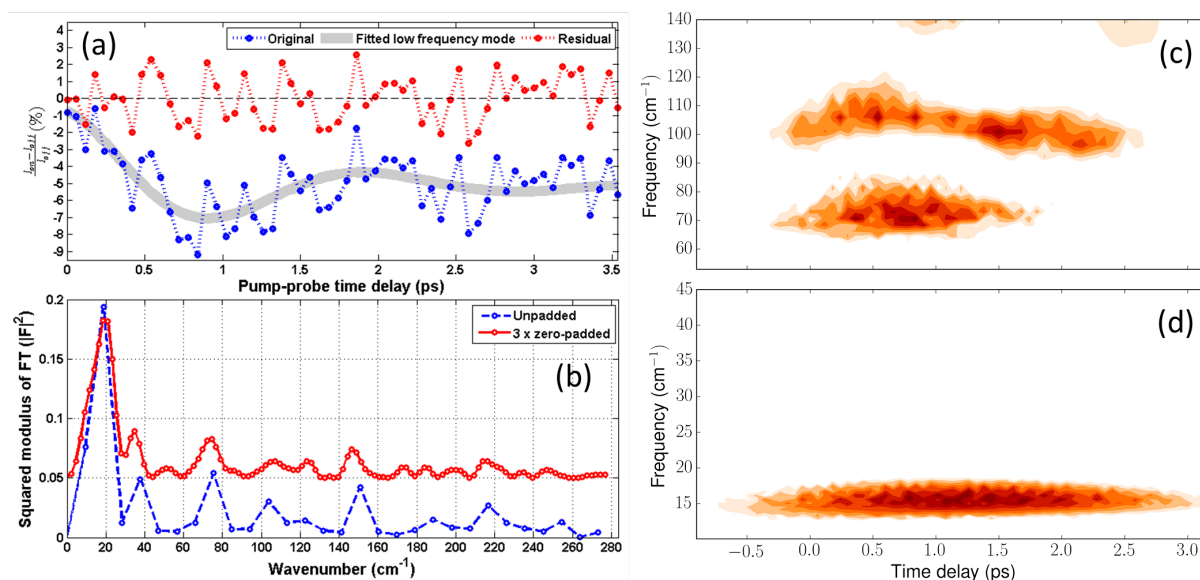 (a)
Original
Fitted low frequency mode
Residual
4
3
2
1
0
-1
-2
-3
-4
-5
-6
-7
-8
-9
I_on−I_off / I_off (%)
0 0.5 1 1.5 2 2.5 3 3.5
Pump-probe time delay (ps)
0.2
0.15
0.1
0.05
0
Squared modulus of FT (|F|²)
Unpadded
3 x zero-padded
(b)
0 20 40 60 80 100 120 140 160 180 200 220 240 260 280
Wavenumber (cm⁻¹)
140
120
100
80
60
Frequency (cm⁻¹)
(c)
45
40
35
30
25
20
15
Frequency (cm⁻¹)
(d)
−0.5 0.0 0.5 1.0 1.5 2.0 2.5 3.0
Time delay (ps)